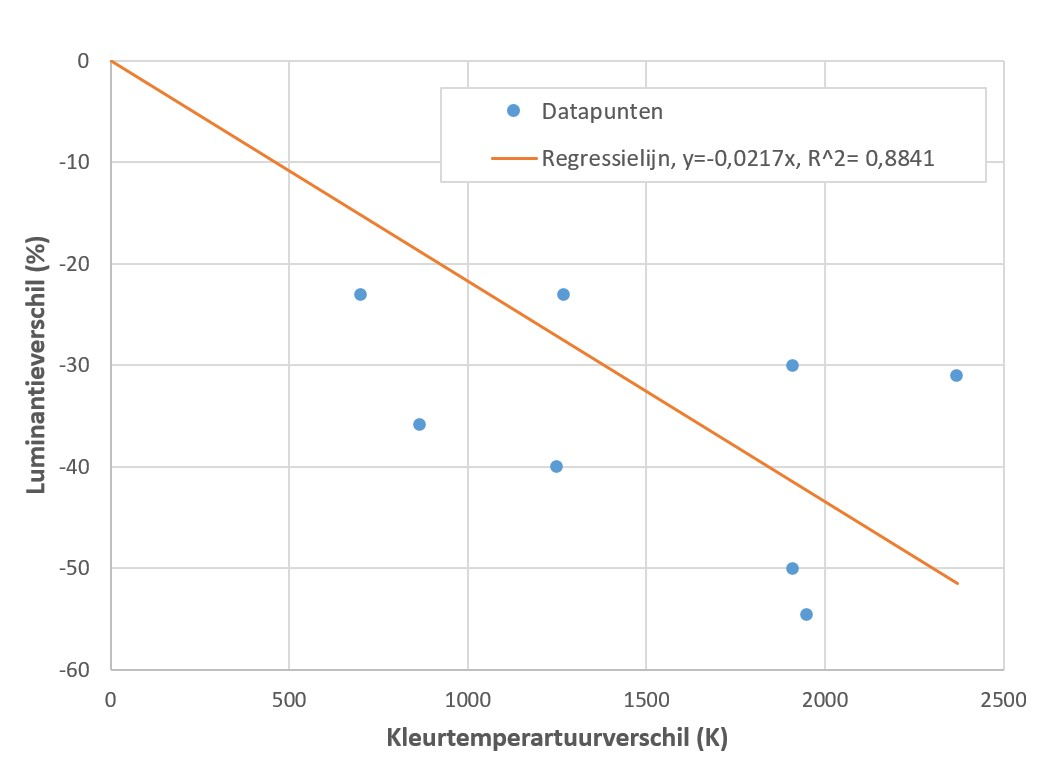 0
-10
-20
-30
-40
-50
-60
Luminantieverschil (%)
Datapunten
Regressielijn, y=-0,0217x, R^2= 0,8841
0 500 1000 1500 2000 2500
Kleurtemperartuurverschil (K)